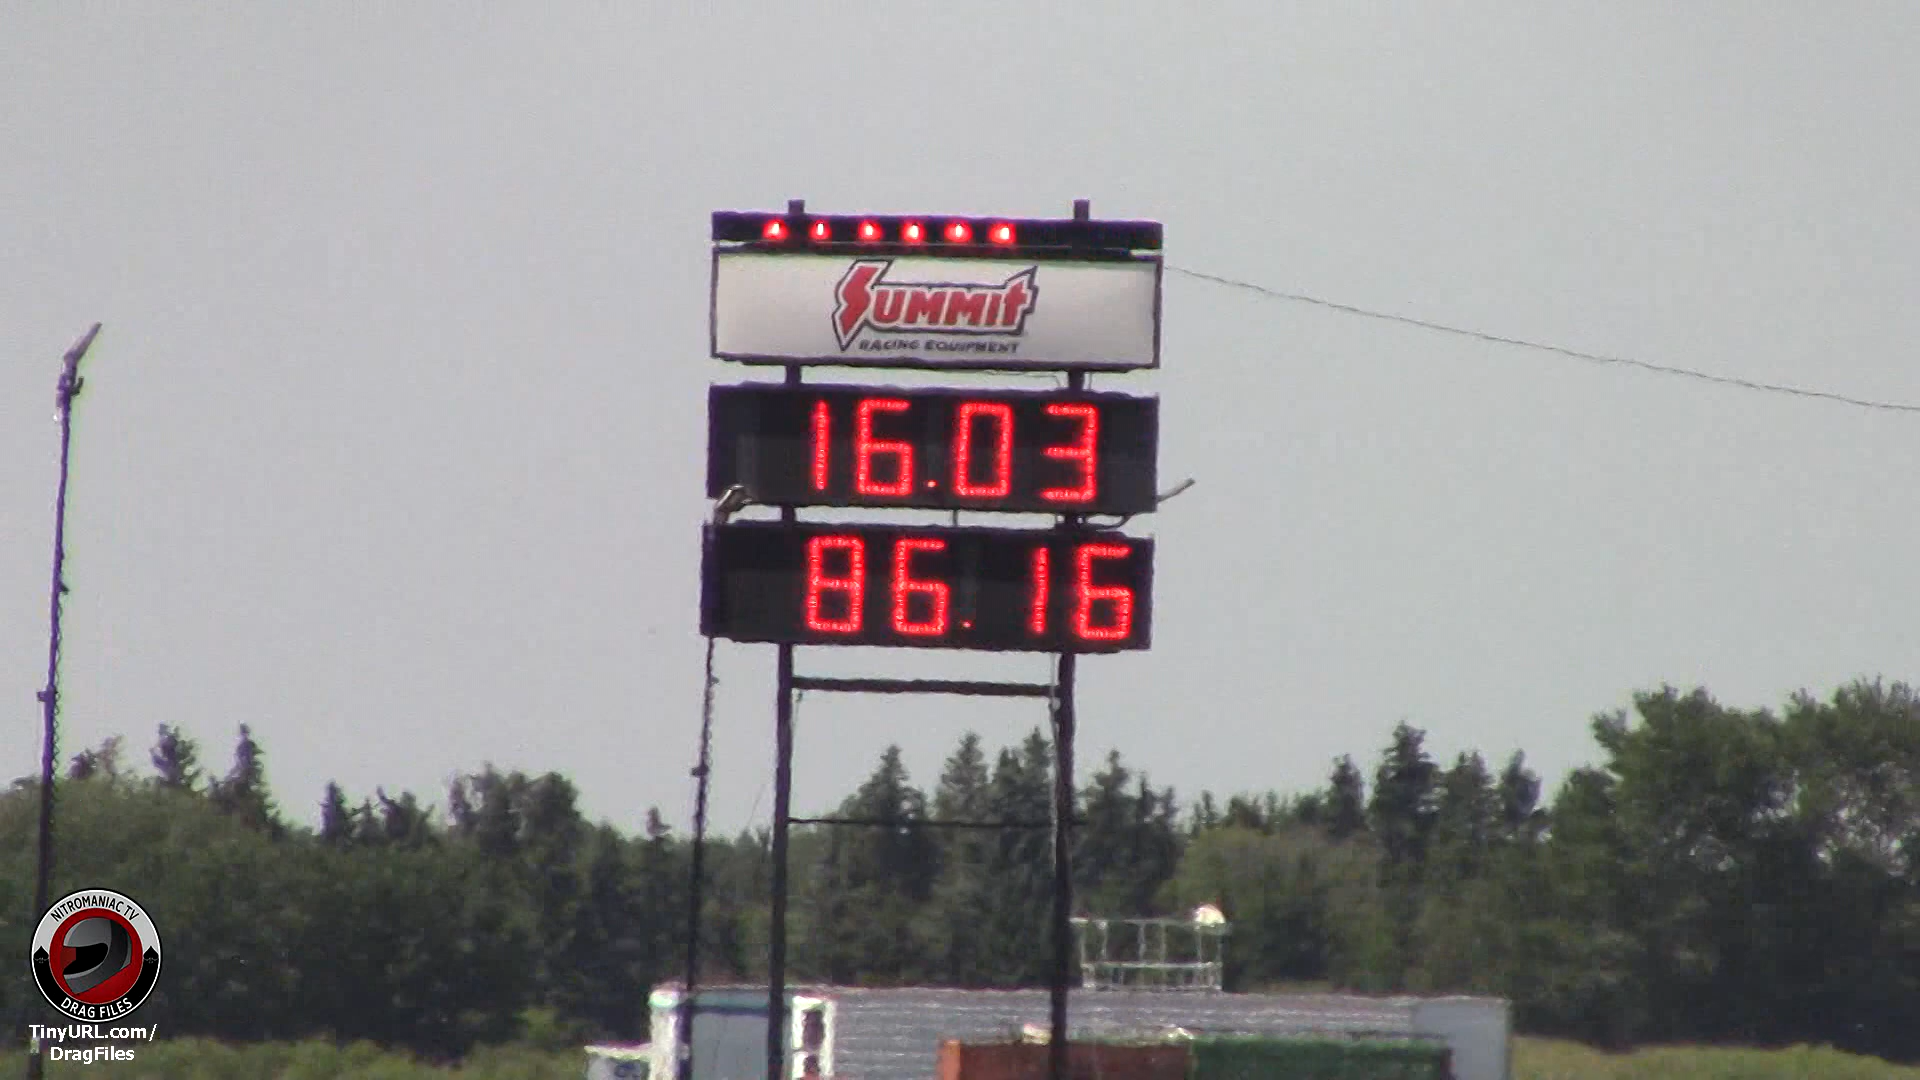 SUMMIT
RACING EQUIPMENT
16.03
86.16
NITROMANIAC TV
DRAG FILES
TinyURL.com/
DragFiles